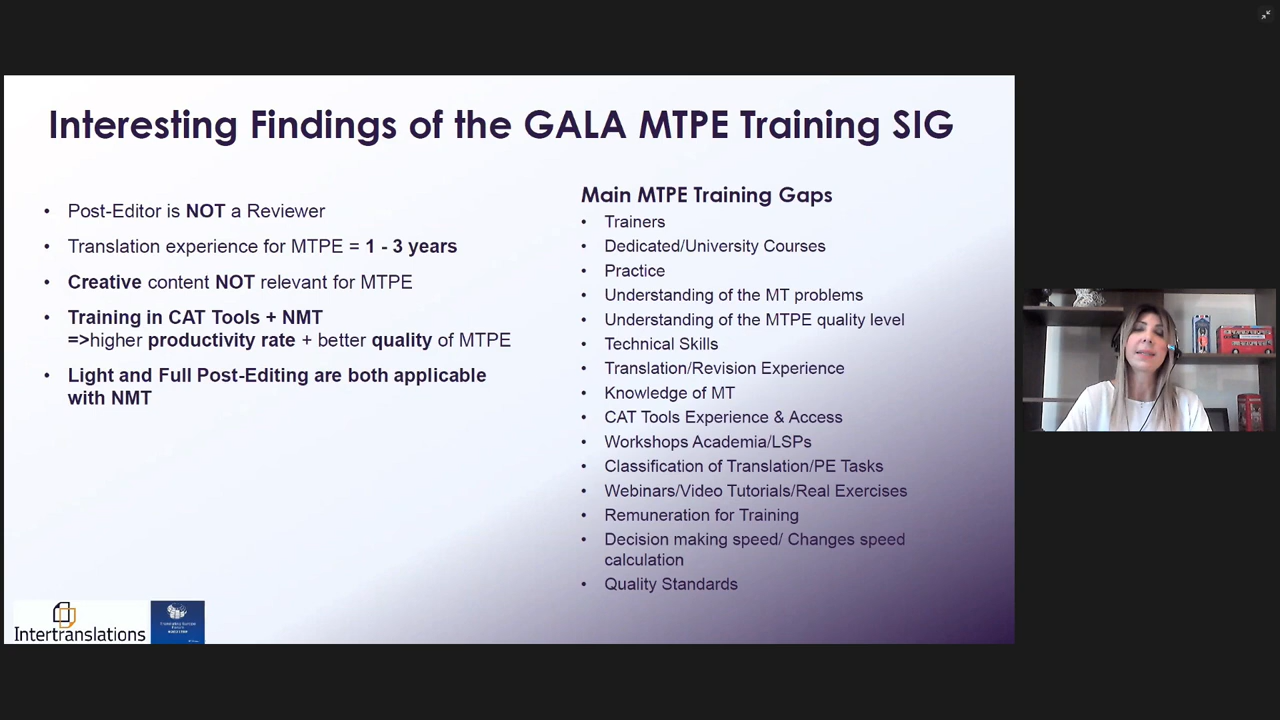 Interesting Findings of the GALA MTPE Training SIG
• Post-Editor is NOT a Reviewer
• Translation experience for MTPE = 1 - 3 years
• Creative content NOT relevant for MTPE
• Training in CAT Tools + NMT
=>higher productivity rate + better quality of MTPE
• Light and Full Post-Editing are both applicable
with NMT
Main MTPE Training Gaps
• Trainers
• Dedicated/University Courses
• Practice
• Understanding of the MT problems
• Understanding of the MTPE quality level
• Technical Skills
• Translation/Revision Experience
• Knowledge of MT
• CAT Tools Experience & Access
• Workshops Academia/LSPs
• Classification of Translation/PE Tasks
• Webinars/Video Tutorials/Real Exercises
• Remuneration for Training
• Decision making speed/ Changes speed
calculation
• Quality Standards
Intertranslations